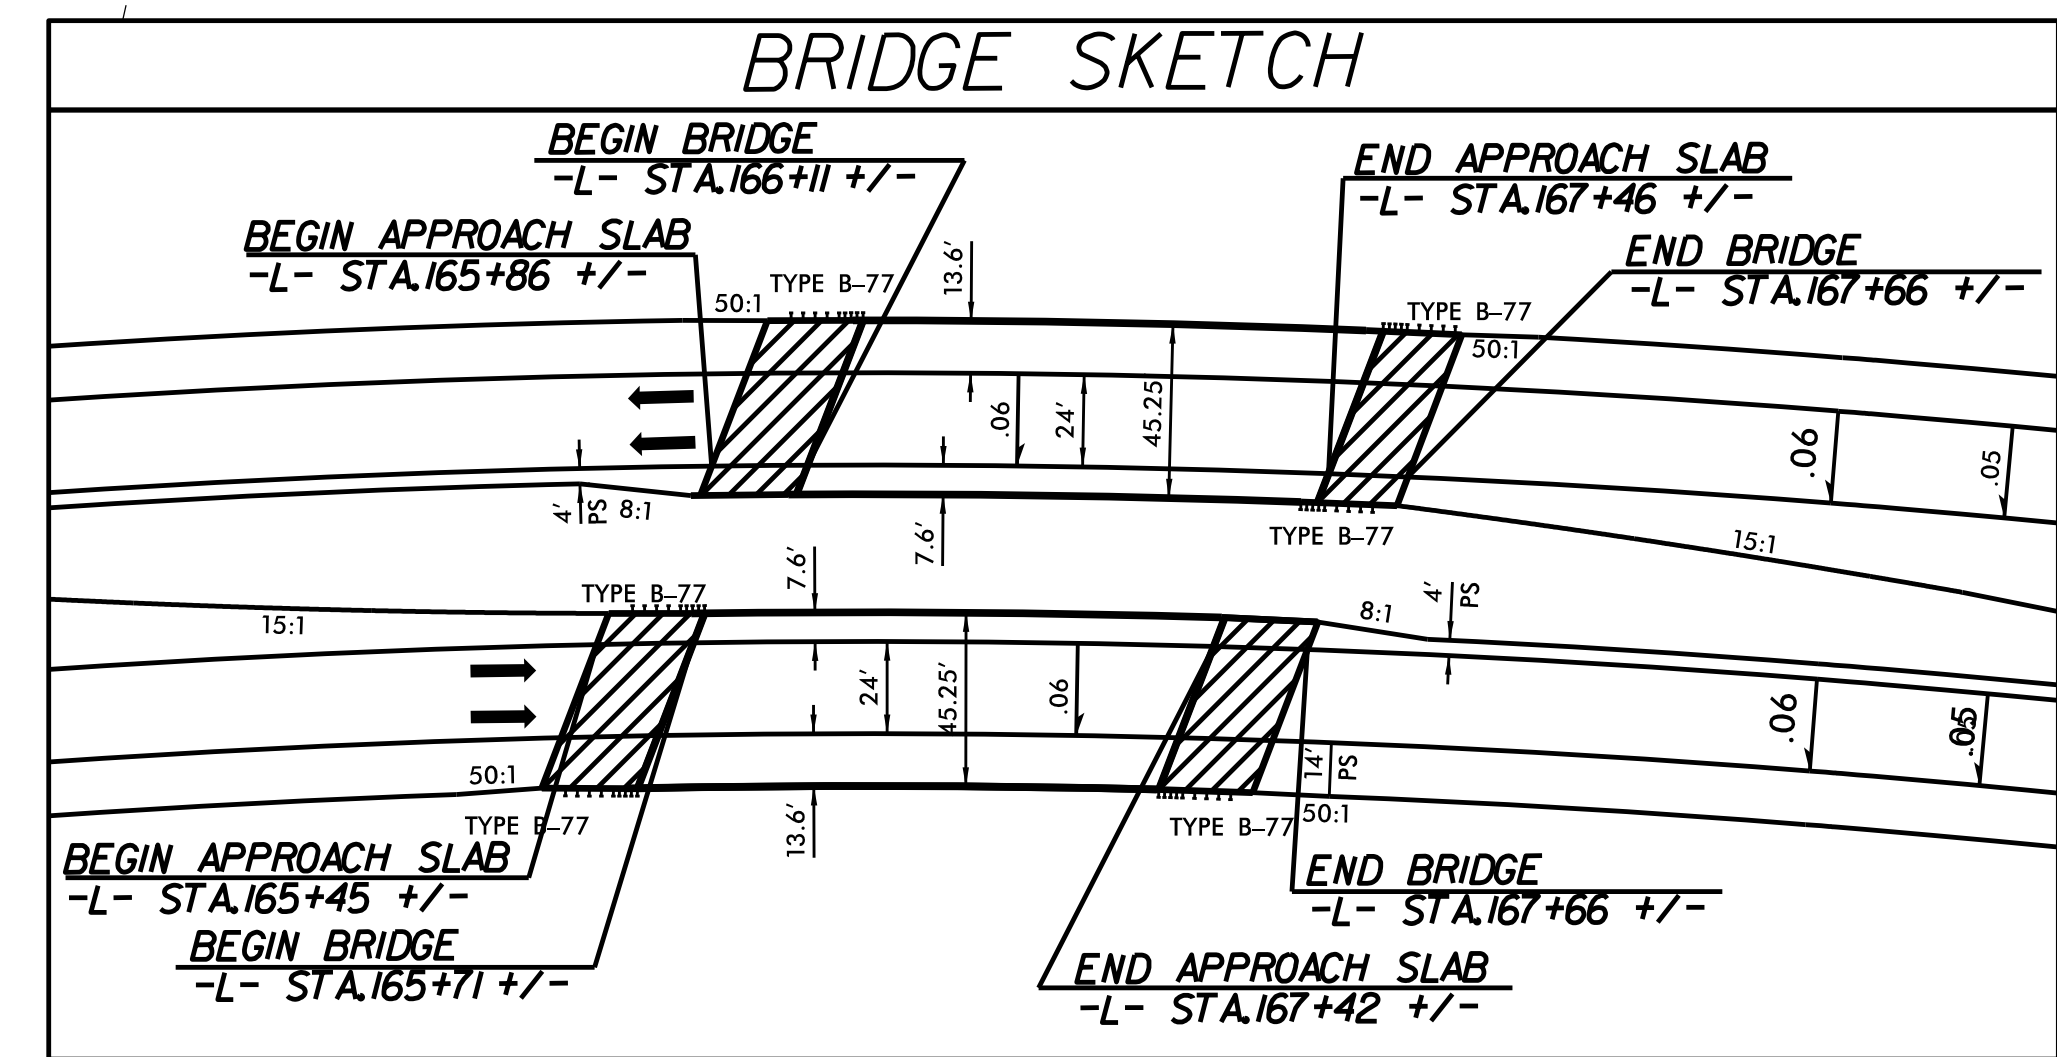 BRIDGE SKETCH
BEGIN BRIDGE
-L- STA.166+11 +/-
END APPROACH SLAB
-L- STA.167+46 +/-
BEGIN APPROACH SLAB
-L- STA.165+86 +/-
END BRIDGE
-L- STA.167+66 +/-
13.6'
TYPE B-77
50:1
TYPE B-77
50:1
.06
24'
45.25
.06
.05
4'
PS
8:1
7.6'
TYPE B-77
15:1
7.6'
TYPE B-77
15:1
8:1
4'
PS
24'
45.25'
.06
.06
.05
50:1
14'
PS
13.6'
TYPE B-77
TYPE B-77
50:1
BEGIN APPROACH SLAB
-L- STA.165+45 +/-
END BRIDGE
-L- STA.167+66 +/-
BEGIN BRIDGE
-L- STA.165+71 +/-
END APPROACH SLAB
-L- STA.167+42 +/-